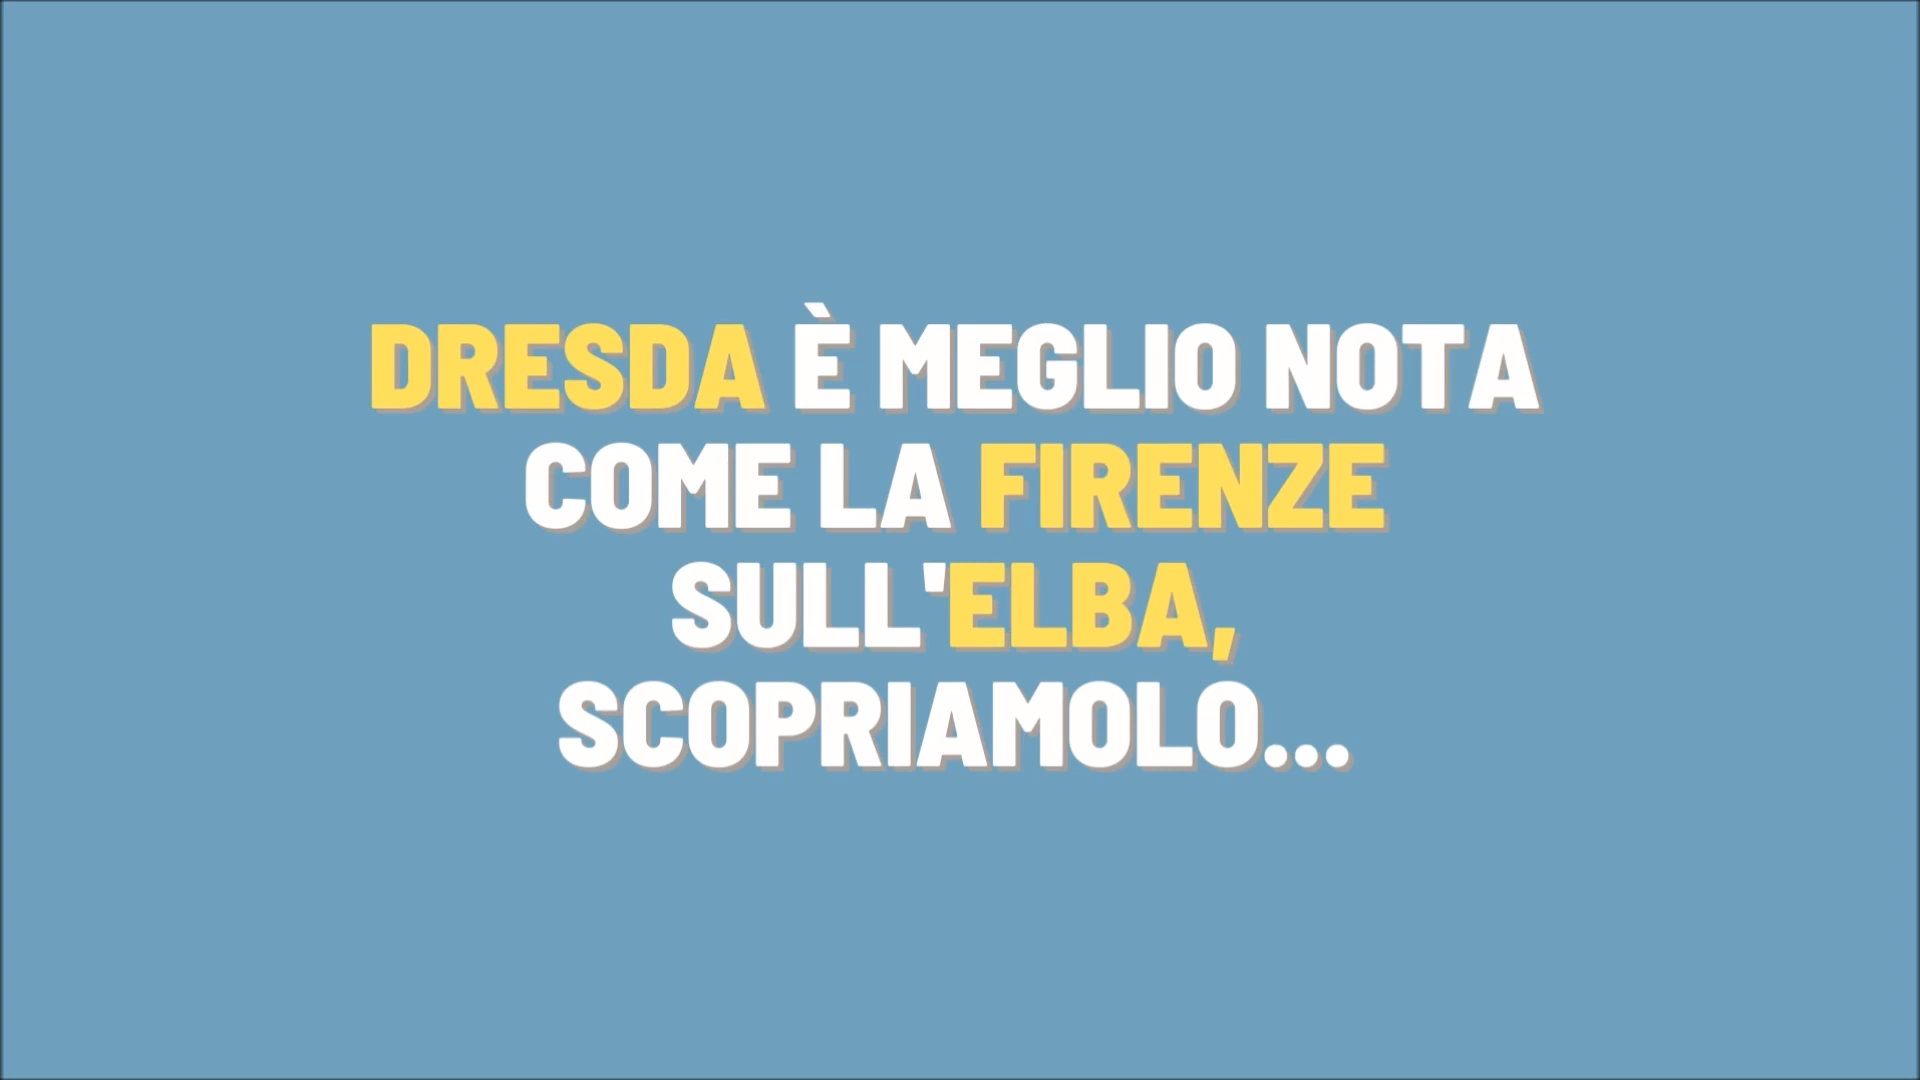 DRESDA È MEGLIO NOTA
COME LA FIRENZE
SULL'ELBA,
SCOPRIAMOLO...